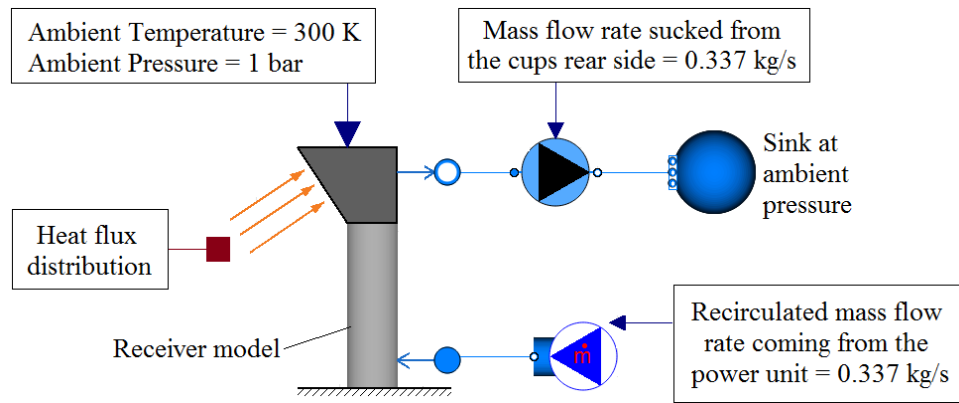 Ambient Temperature = 300 K
Ambient Pressure = 1 bar
Mass flow rate sucked from
the cups rear side = 0.337 kg/s
Sink at
ambient
pressure
Heat flux
distribution
Receiver model
ṁ
Recirculated mass flow
rate coming from the
power unit = 0.337 kg/s